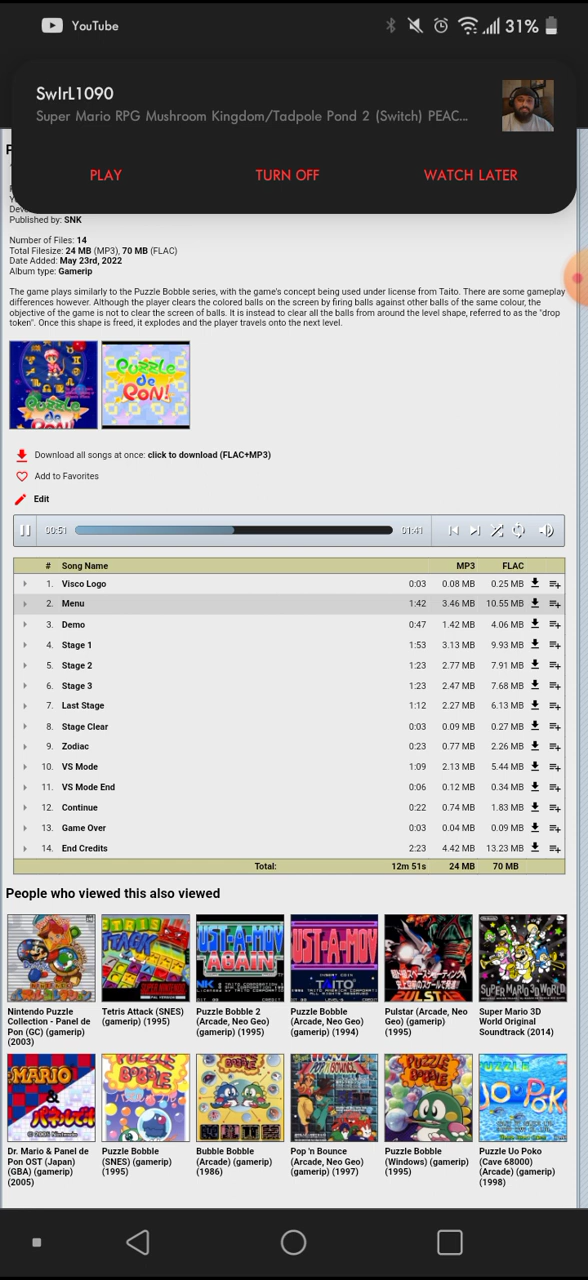 YouTube
31%
SwIrL1090
Super Mario RPG Mushroom Kingdom/Tadpole Pond 2 (Switch) PEAC...
PLAY TURN OFF WATCH LATER
Published by: SNK
Number of Files: 14
Total Filesize: 24 MB (MP3), 70 MB (FLAC)
Date Added: May 23rd, 2022
Album type: Gamerip
The game plays similarly to the Puzzle Bobble series, with the game's concept being used under license from Taito. There are some gameplay
differences however. Although the player clears the colored balls on the screen by firing balls against other balls of the same colour, the
objective of the game is not to clear the screen of balls. It is instead to clear all the balls from around the level shape, referred to as the "drop
token". Once this shape is freed, it explodes and the player travels onto the next level.
Puzzle de Pon!
Puzzle de Pon!
Download all songs at once: click to download (FLAC+MP3)
Add to Favorites
Edit
00:51 01:41
# Song Name MP3 FLAC
1. Visco Logo 0:03 0.08 MB 0.25 MB
2. Menu 1:42 3.46 MB 10.55 MB
3. Demo 0:47 1.42 MB 4.06 MB
4. Stage 1 1:53 3.13 MB 9.93 MB
5. Stage 2 1:23 2.77 MB 7.91 MB
6. Stage 3 1:23 2.47 MB 7.68 MB
7. Last Stage 1:12 2.27 MB 6.13 MB
8. Stage Clear 0:03 0.09 MB 0.27 MB
9. Zodiac 0:23 0.77 MB 2.26 MB
10. VS Mode 1:09 2.13 MB 5.44 MB
11. VS Mode End 0:06 0.12 MB 0.34 MB
12. Continue 0:22 0.74 MB 1.83 MB
13. Game Over 0:03 0.04 MB 0.09 MB
14. End Credits 2:23 4.42 MB 13.23 MB
Total: 12m 51s 24 MB 70 MB
People who viewed this also viewed
Nintendo Puzzle Collection - Panel de Pon (GC) (gamerip) (2003)
Tetris Attack (SNES) (gamerip) (1995)
Puzzle Bobble 2 (Arcade, Neo Geo) (gamerip) (1995)
Puzzle Bobble (Arcade, Neo Geo) (gamerip) (1994)
Pulstar (Arcade, Neo Geo) (gamerip) (1995)
Super Mario 3D World Original Soundtrack (2014)
Dr. Mario & Panel de Pon OST (Japan) (GBA) (gamerip) (2005)
Puzzle Bobble (SNES) (gamerip) (1995)
Bubble Bobble (Arcade) (gamerip) (1986)
Pop 'n Bounce (Arcade, Neo Geo) (gamerip) (1997)
Puzzle Bobble (Windows) (gamerip) (1995)
Puzzle Uo Poko (Cave 68000) (Arcade) (gamerip) (1998)